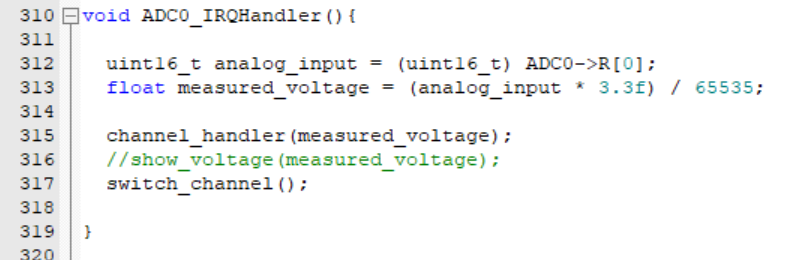 310 void ADC0_IRQHandler(){
311
312 uint16_t analog_input = (uint16_t) ADC0->R[0];
313 float measured_voltage = (analog_input * 3.3f) / 65535;
314
315 channel_handler(measured_voltage);
316 //show_voltage(measured_voltage);
317 switch_channel();
318
319 }
320